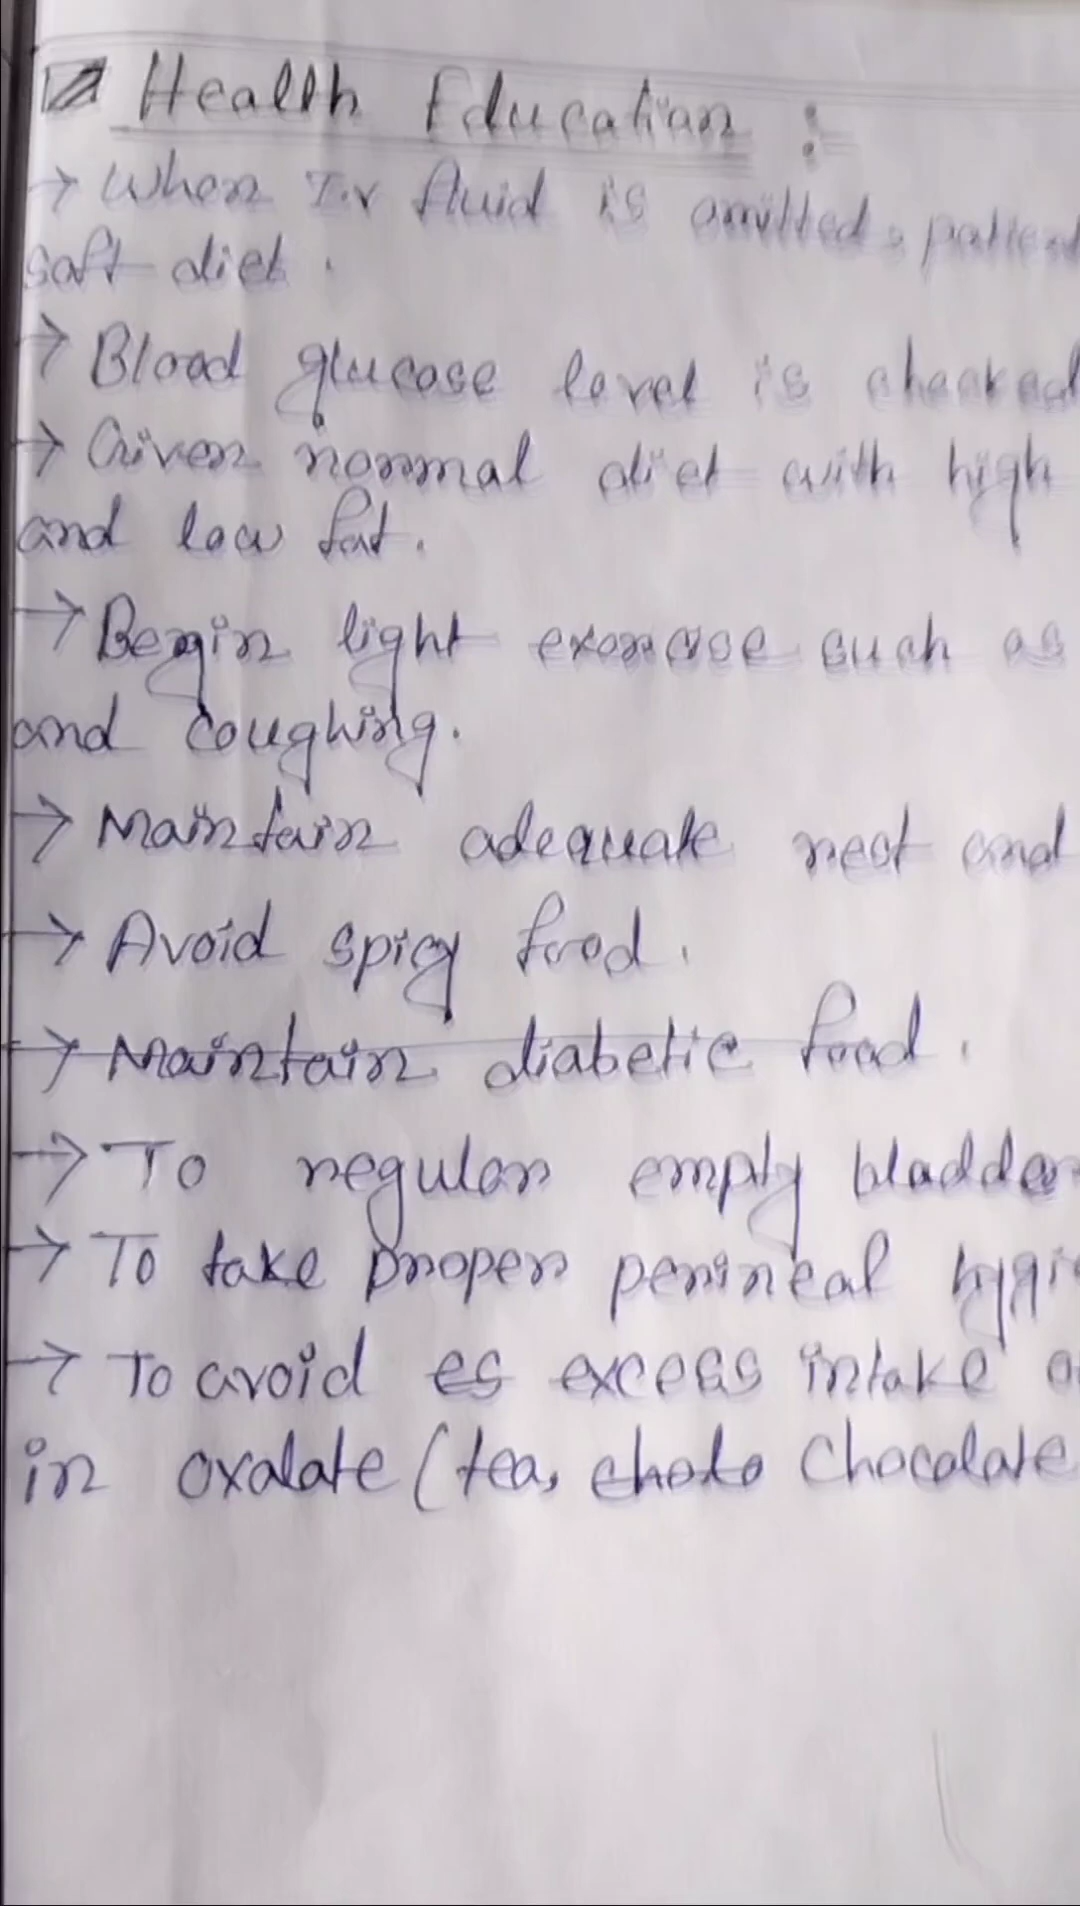 Health Education :-
→ When I.V fluid is omitted, patient
soft diet.
→ Blood glucose level is checked
→ Given normal diet with high
and low fat.
→ Begin light exercise such as
and coughing.
→ Maintain adequate rest and
→ Avoid spicy food.
→ Maintain diabetic food.
→ To regular empty bladder
→ To take proper perineal hygi
→ To avoid es excess intake o
in oxalate (tea, choko Chocolate